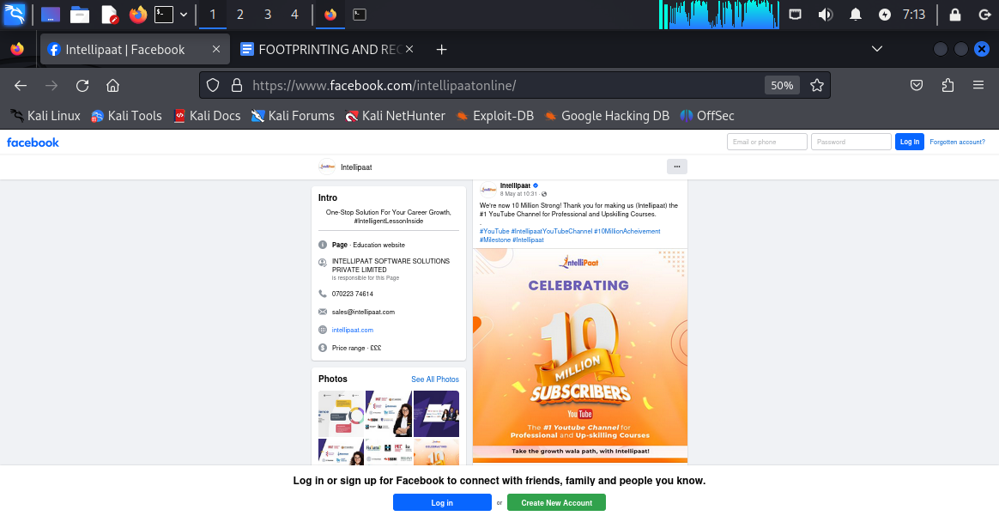 1 2 3 4 7:13
Intellipaat | Facebook
FOOTPRINTING AND REC
https://www.facebook.com/intellipaatonline/
50%
Kali Linux Kali Tools Kali Docs Kali Forums Kali NetHunter Exploit-DB Google Hacking DB OffSec
facebook
Email or phone
Password
Log In
Forgotten account?
Intellipaat
Intro
One-Stop Solution For Your Career Growth,
#IntelligentLessonInside
Page · Education website
INTELLIPAAT SOFTWARE SOLUTIONS
PRIVATE LIMITED
is responsible for this Page
070223 74614
sales@intellipaat.com
intellipaat.com
Price range · £££
Photos
See All Photos
Intellipaat
8 May at 10:31 ·
We're now 10 Million Strong! Thank you for making us (Intellipaat) the
#1 YouTube Channel for Professional and Upskilling Courses.
.
#YouTube #IntellipaatYouTubeChannel #10MillionAcheivement
#Milestone #Intellipaat
IntelliPaat
CELEBRATING
10
MILLION
SUBSCRIBERS
YouTube
The #1 Youtube Channel for
Professional and Up-skilling Courses
Take the growth wala path, with Intellipaat!
Log in or sign up for Facebook to connect with friends, family and people you know.
Log in
or
Create New Account